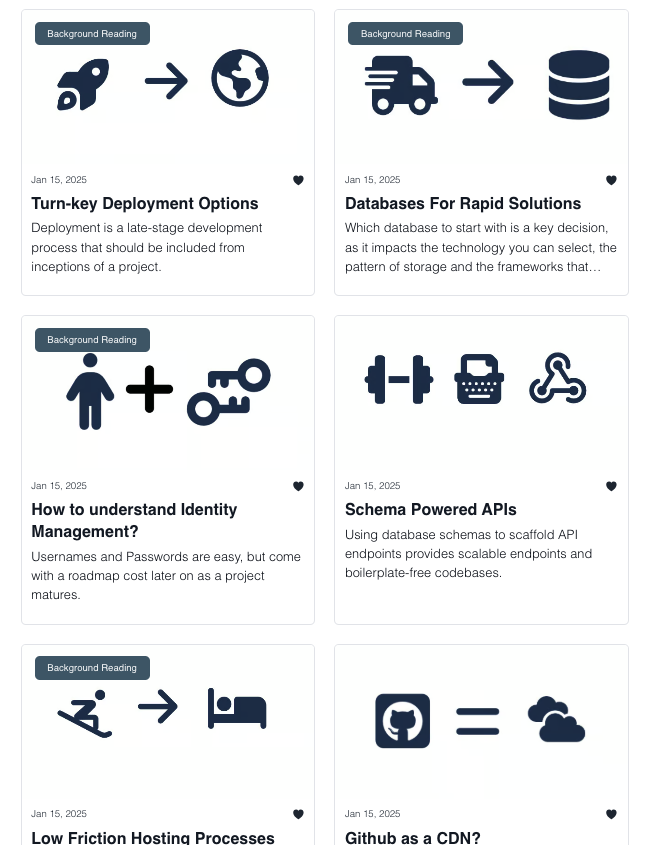 Background Reading
Jan 15, 2025
Turn-key Deployment Options
Deployment is a late-stage development
process that should be included from
inceptions of a project.
Background Reading
Jan 15, 2025
Databases For Rapid Solutions
Which database to start with is a key decision,
as it impacts the technology you can select, the
pattern of storage and the frameworks that…
Background Reading
Jan 15, 2025
How to understand Identity
Management?
Usernames and Passwords are easy, but come
with a roadmap cost later on as a project
matures.
Jan 15, 2025
Schema Powered APIs
Using database schemas to scaffold API
endpoints provides scalable endpoints and
boilerplate-free codebases.
Background Reading
Jan 15, 2025
Low Friction Hosting Processes
Jan 15, 2025
Github as a CDN?